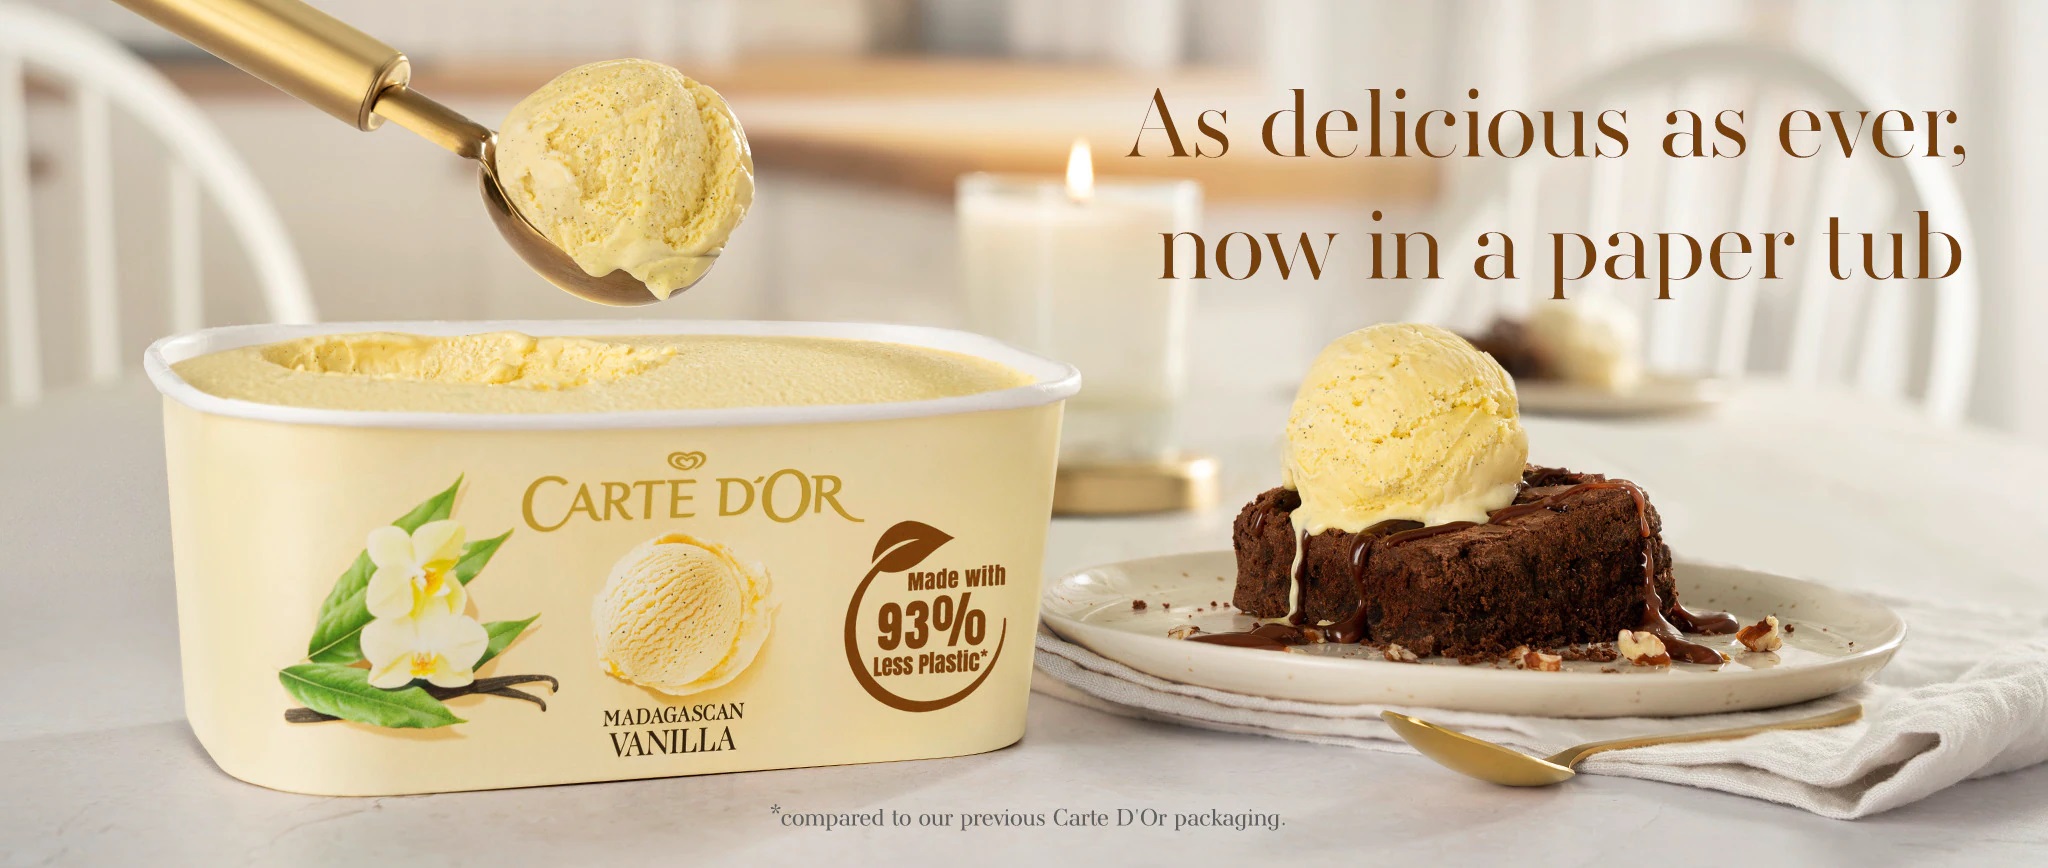 As delicious as ever,
now in a paper tub
CARTE D'OR
Made with
93%
Less Plastic*
MADAGASCAN
VANILLA
*compared to our previous Carte D'Or packaging.